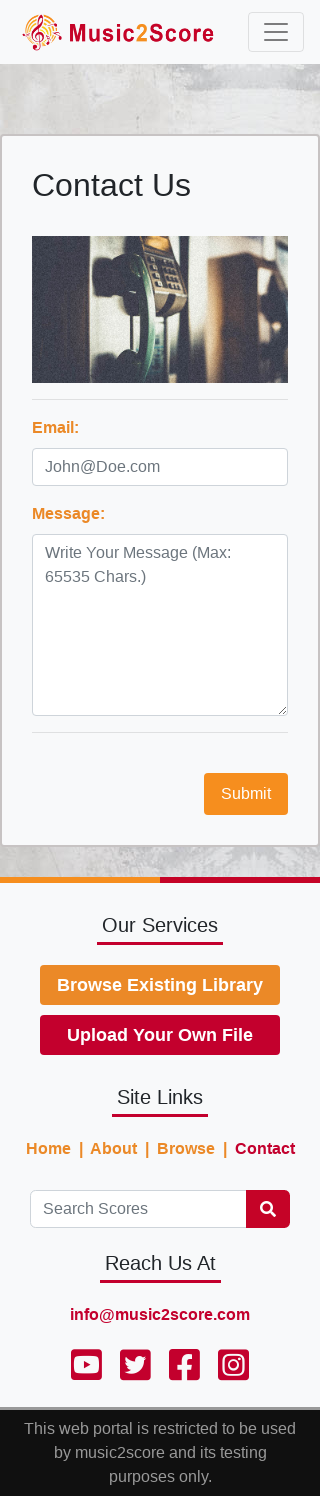 Music2Score
Contact Us
Email:
John@Doe.com
Message:
Write Your Message (Max:
65535 Chars.)
Submit
Our Services
Browse Existing Library
Upload Your Own File
Site Links
Home | About | Browse | Contact
Search Scores
Reach Us At
info@music2score.com
This web portal is restricted to be used
by music2score and its testing
purposes only.